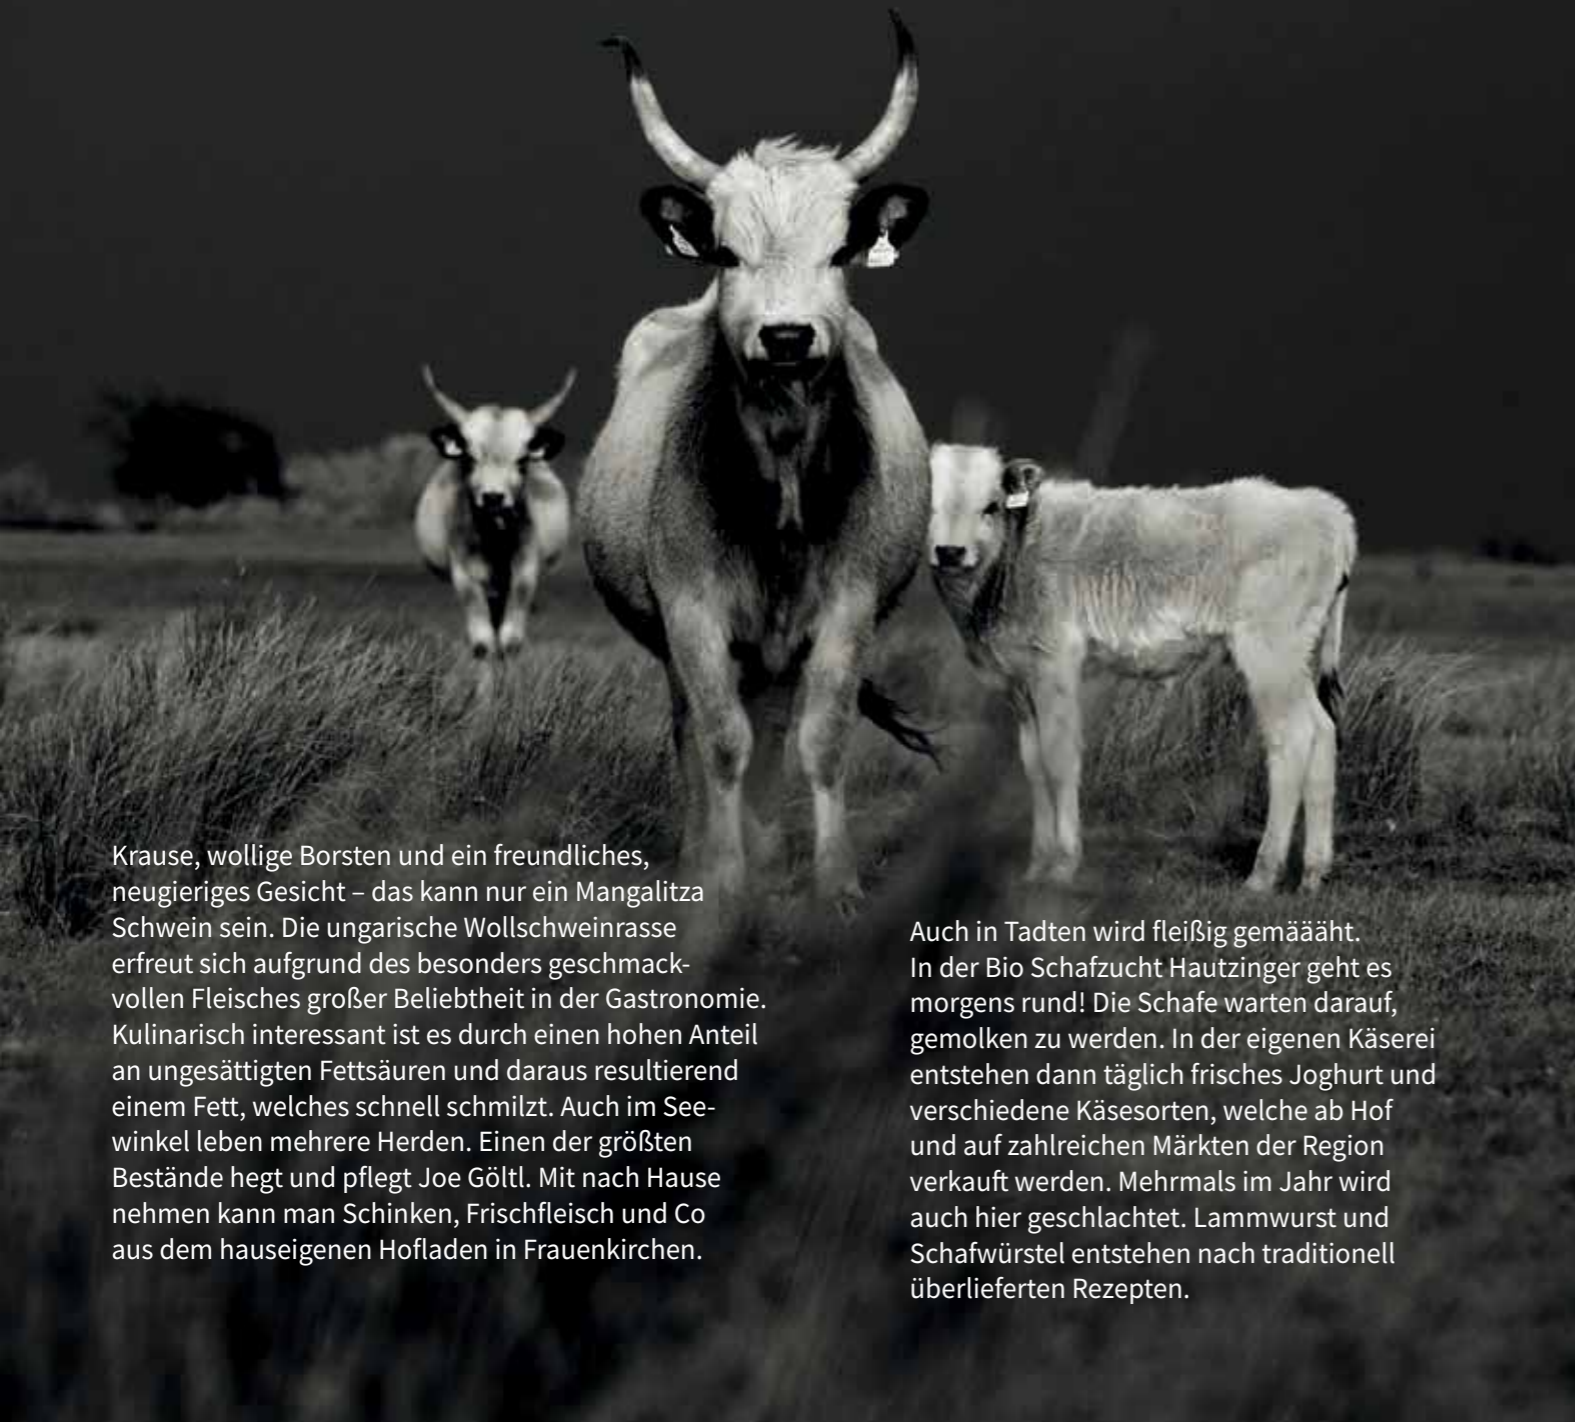 Krause, wollige Borsten und ein freundliches,
neugieriges Gesicht – das kann nur ein Mangalitza
Schwein sein. Die ungarische Wollschweinrasse
erfreut sich aufgrund des besonders geschmack-
vollen Fleisches großer Beliebtheit in der Gastronomie.
Kulinarisch interessant ist es durch einen hohen Anteil
an ungesättigten Fettsäuren und daraus resultierend
einem Fett, welches schnell schmilzt. Auch im See-
winkel leben mehrere Herden. Einen der größten
Bestände hegt und pflegt Joe Göltl. Mit nach Hause
nehmen kann man Schinken, Frischfleisch und Co
aus dem hauseigenen Hofladen in Frauenkirchen.
Auch in Tadten wird fleißig gemäääht.
In der Bio Schafzucht Hautzinger geht es
morgens rund! Die Schafe warten darauf,
gemolken zu werden. In der eigenen Käserei
entstehen dann täglich frisches Joghurt und
verschiedene Käsesorten, welche ab Hof
und auf zahlreichen Märkten der Region
verkauft werden. Mehrmals im Jahr wird
auch hier geschlachtet. Lammwurst und
Schafwürstel entstehen nach traditionell
überlieferten Rezepten.